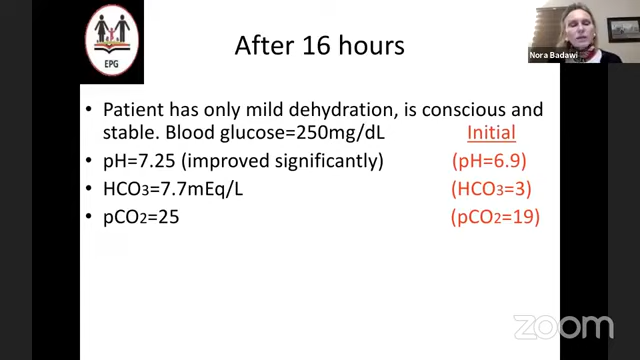 EPG
After 16 hours
Nora Badawi
• Patient has only mild dehydration, is conscious and
stable. Blood glucose=250mg/dL Initial
• pH=7.25 (improved significantly) (pH=6.9)
• HCO3=7.7mEq/L (HCO3=3)
• pCO2=25 (pCO2=19)
zoom